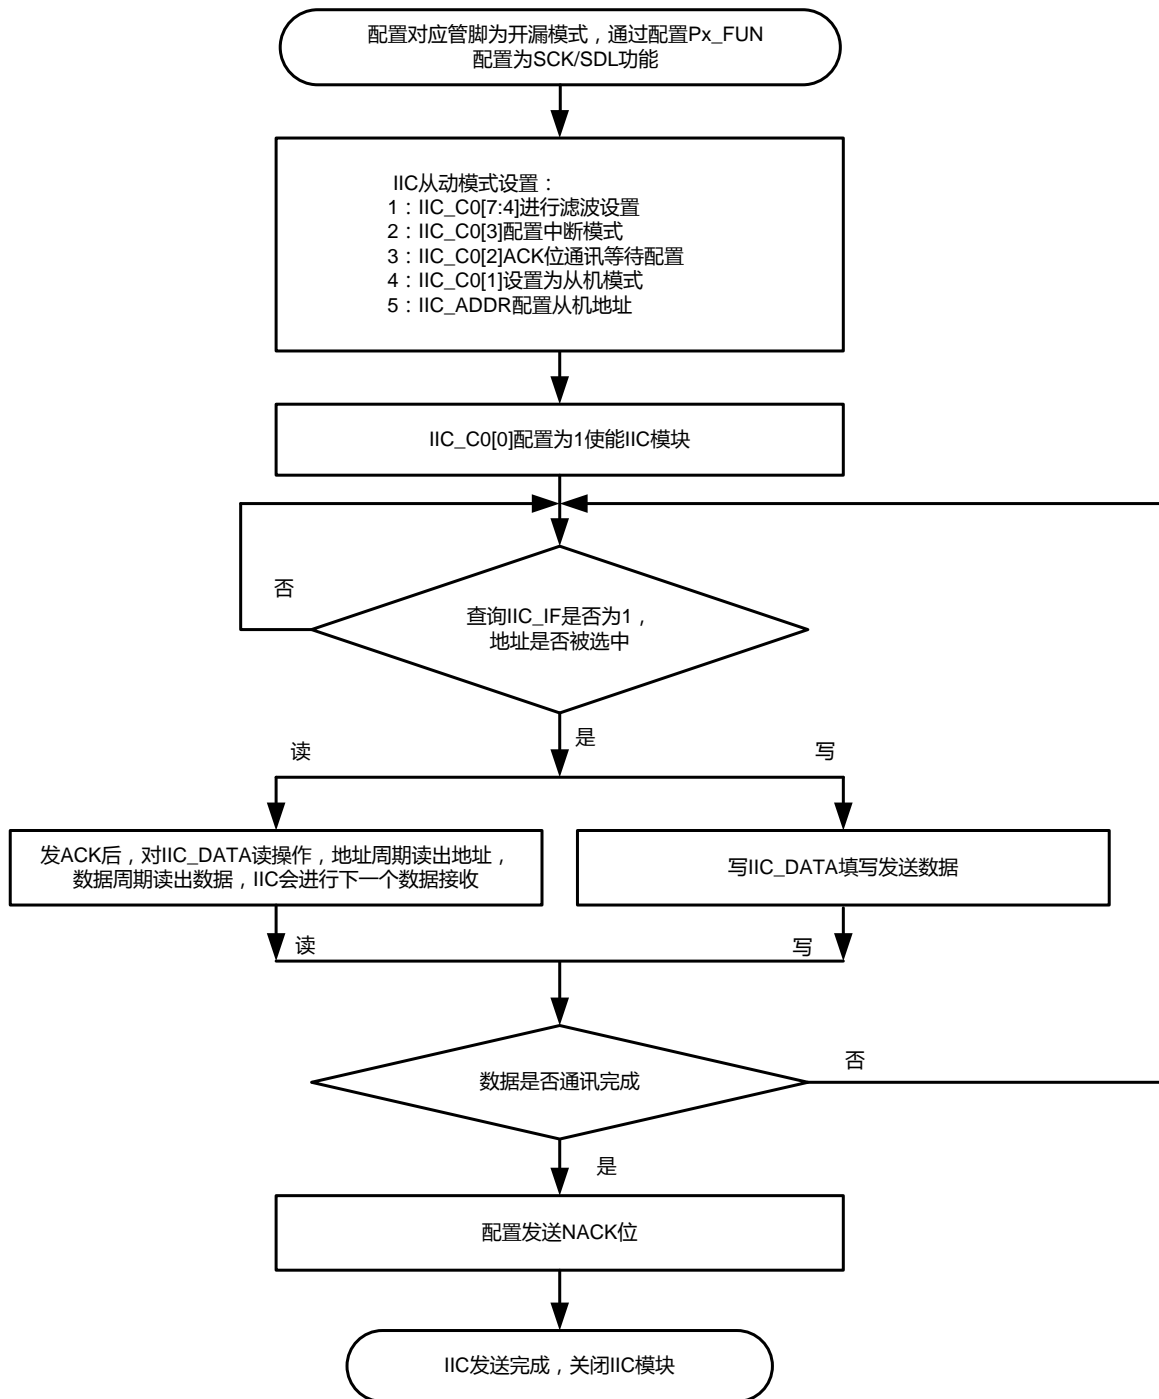 配置对应管脚为开漏模式，通过配置Px_FUN
配置为SCK/SDL功能
IIC从动模式设置：
1：IIC_C0[7:4]进行滤波设置
2：IIC_C0[3]配置中断模式
3：IIC_C0[2]ACK位通讯等待配置
4：IIC_C0[1]设置为从机模式
5：IIC_ADDR配置从机地址
IIC_C0[0]配置为1使能IIC模块
否
查询IIC_IF是否为1，
地址是否被选中
是
读
写
发ACK后，对IIC_DATA读操作，地址周期读出地址，
数据周期读出数据，IIC会进行下一个数据接收
写IIC_DATA填写发送数据
读
写
数据是否通讯完成
否
是
配置发送NACK位
IIC发送完成，关闭IIC模块